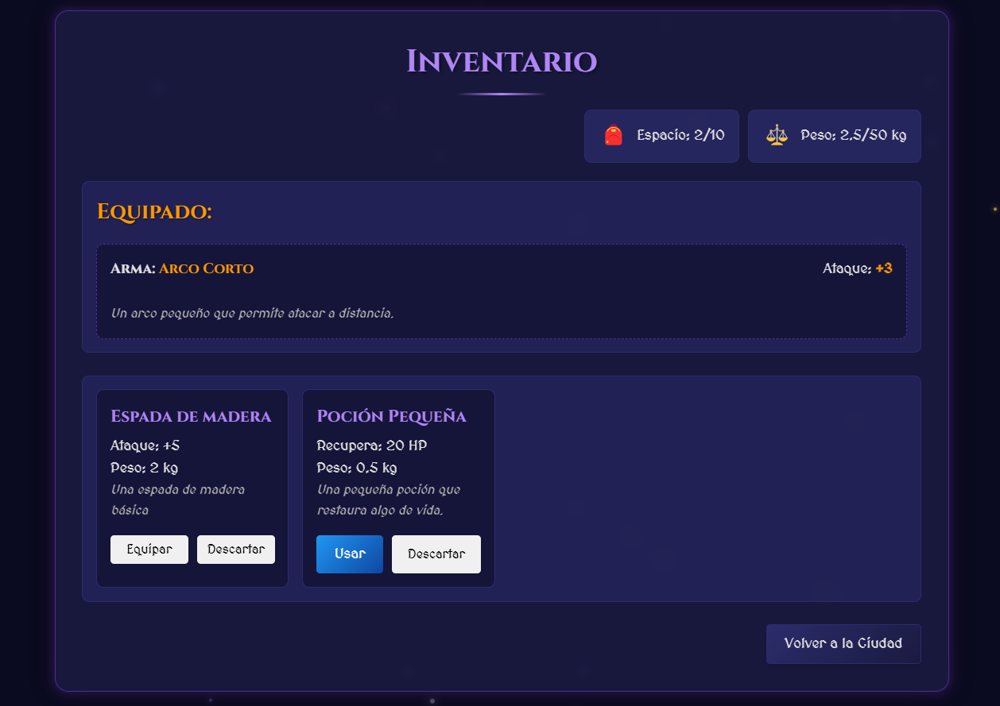 Inventario
Espacio: 2/10
Peso: 2.5/50 kg
Equipado:
Arma: Arco Corto
Ataque: +3
Un arco pequeño que permite atacar a distancia.
Espada de madera
Ataque: +5
Peso: 2 kg
Una espada de madera
básica
Equipar
Descartar
Poción Pequeña
Recupera: 20 HP
Peso: 0.5 kg
Una pequeña poción que
restaura algo de vida.
Usar
Descartar
Volver a la Ciudad